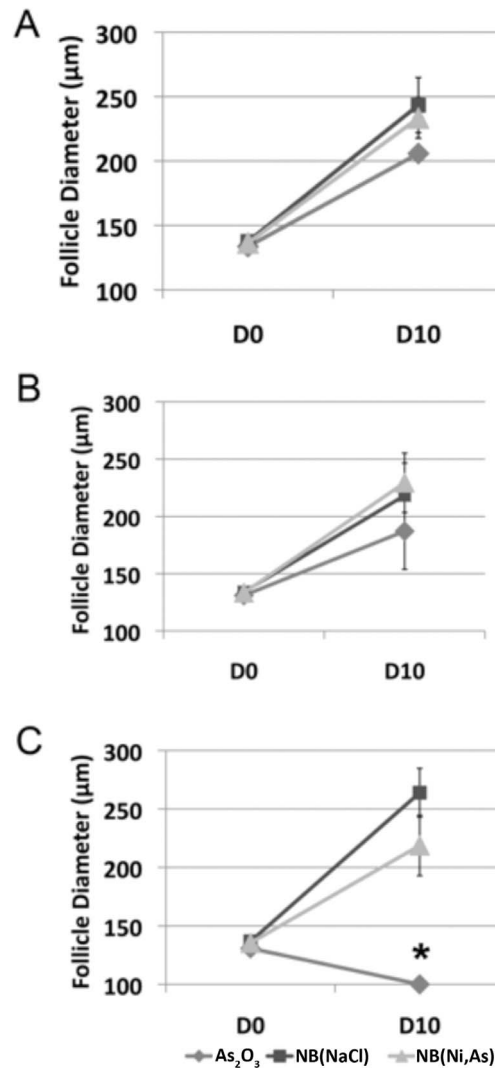 A
Follicle Diameter (µm)
300
250
200
150
100
D0 D10
B
Follicle Diameter (µm)
300
250
200
150
100
D0 D10
C
Follicle Diameter (µm)
300
250
200
150
100
*
D0 D10
As₂O₃ NB(NaCl) NB(Ni,As)